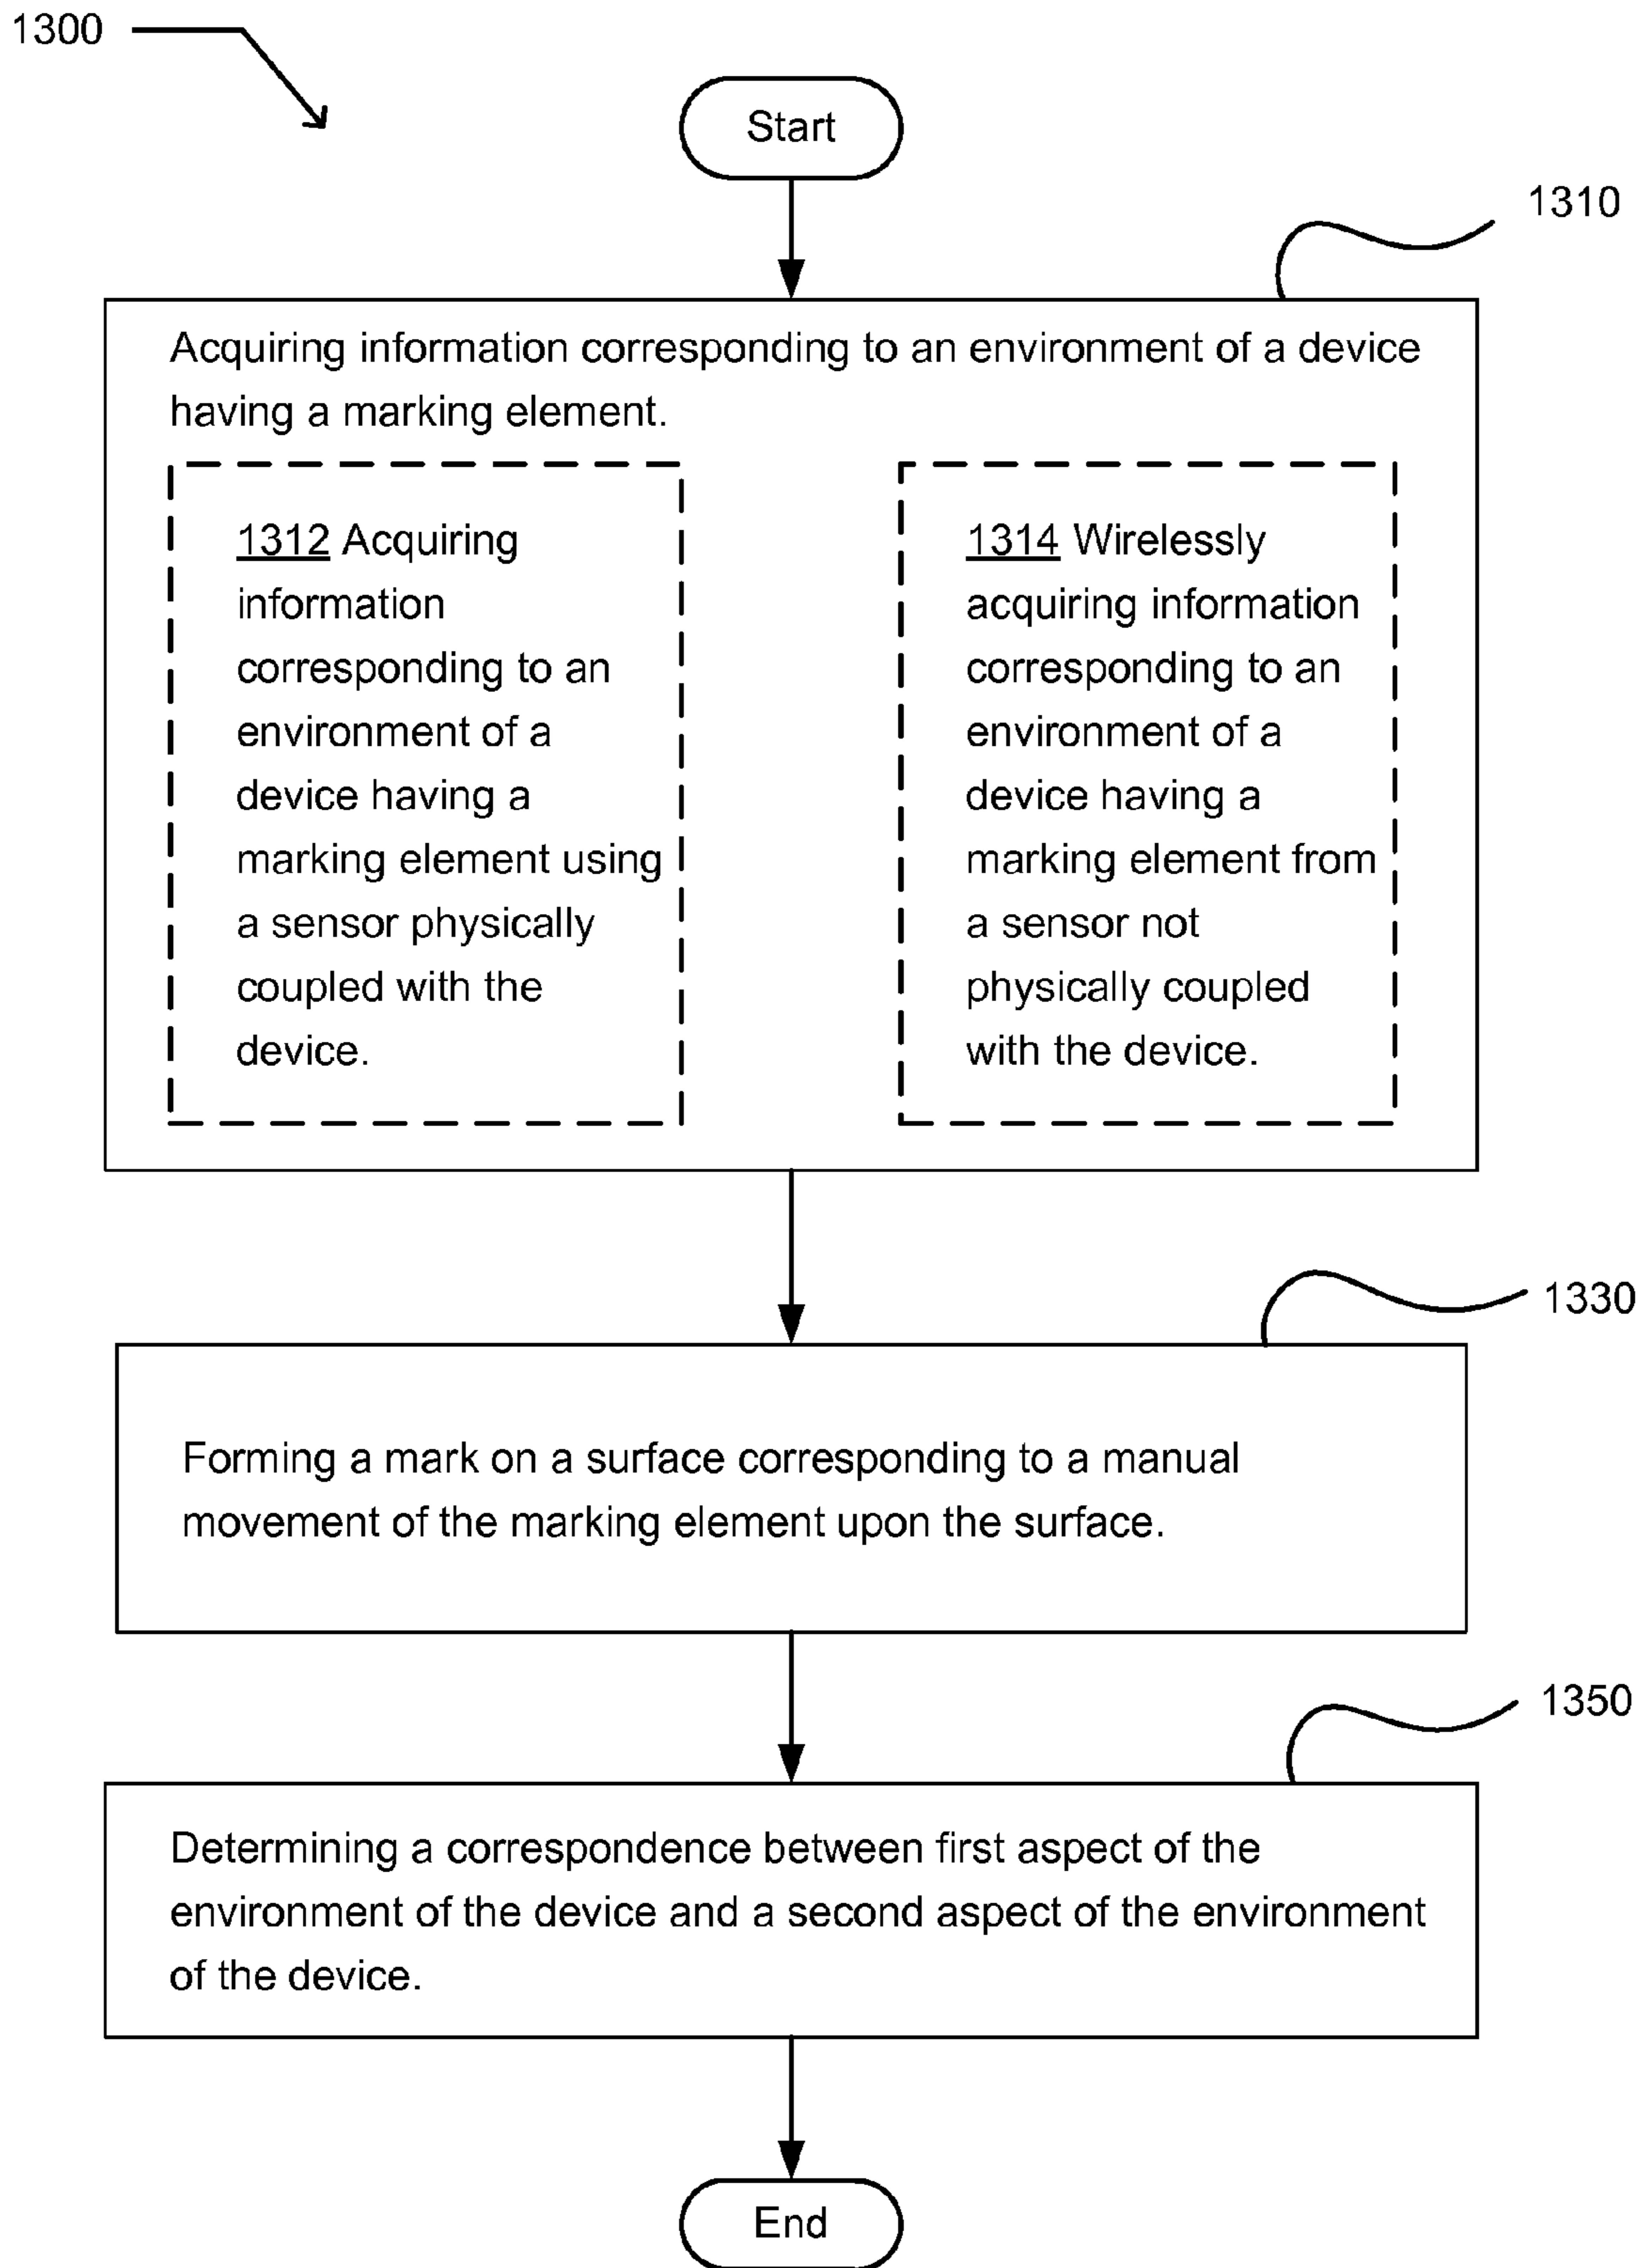 1300
Start
1310
Acquiring information corresponding to an environment of a device
having a marking element.
1312 Acquiring
information
corresponding to an
environment of a
device having a
marking element using
a sensor physically
coupled with the
device.
1314 Wirelessly
acquiring information
corresponding to an
environment of a
device having a
marking element from
a sensor not
physically coupled
with the device.
1330
Forming a mark on a surface corresponding to a manual
movement of the marking element upon the surface.
1350
Determining a correspondence between first aspect of the
environment of the device and a second aspect of the environment
of the device.
End